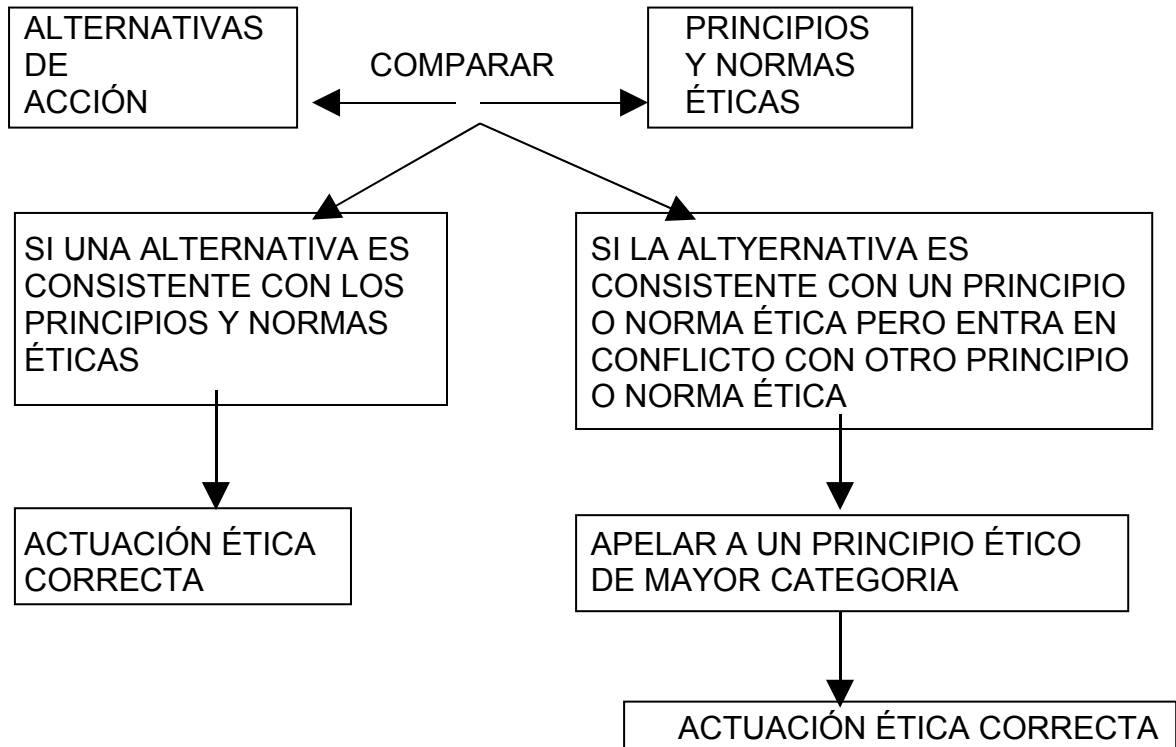 ALTERNATIVAS
DE
ACCIÓN
COMPARAR
PRINCIPIOS
Y NORMAS
ÉTICAS
SI UNA ALTERNATIVA ES
CONSISTENTE CON LOS
PRINCIPIOS Y NORMAS
ÉTICAS
SI LA ALTYERNATIVA ES
CONSISTENTE CON UN PRINCIPIO
O NORMA ÉTICA PERO ENTRA EN
CONFLICTO CON OTRO PRINCIPIO
O NORMA ÉTICA
ACTUACIÓN ÉTICA
CORRECTA
APELAR A UN PRINCIPIO ÉTICO
DE MAYOR CATEGORIA
ACTUACIÓN ÉTICA CORRECTA